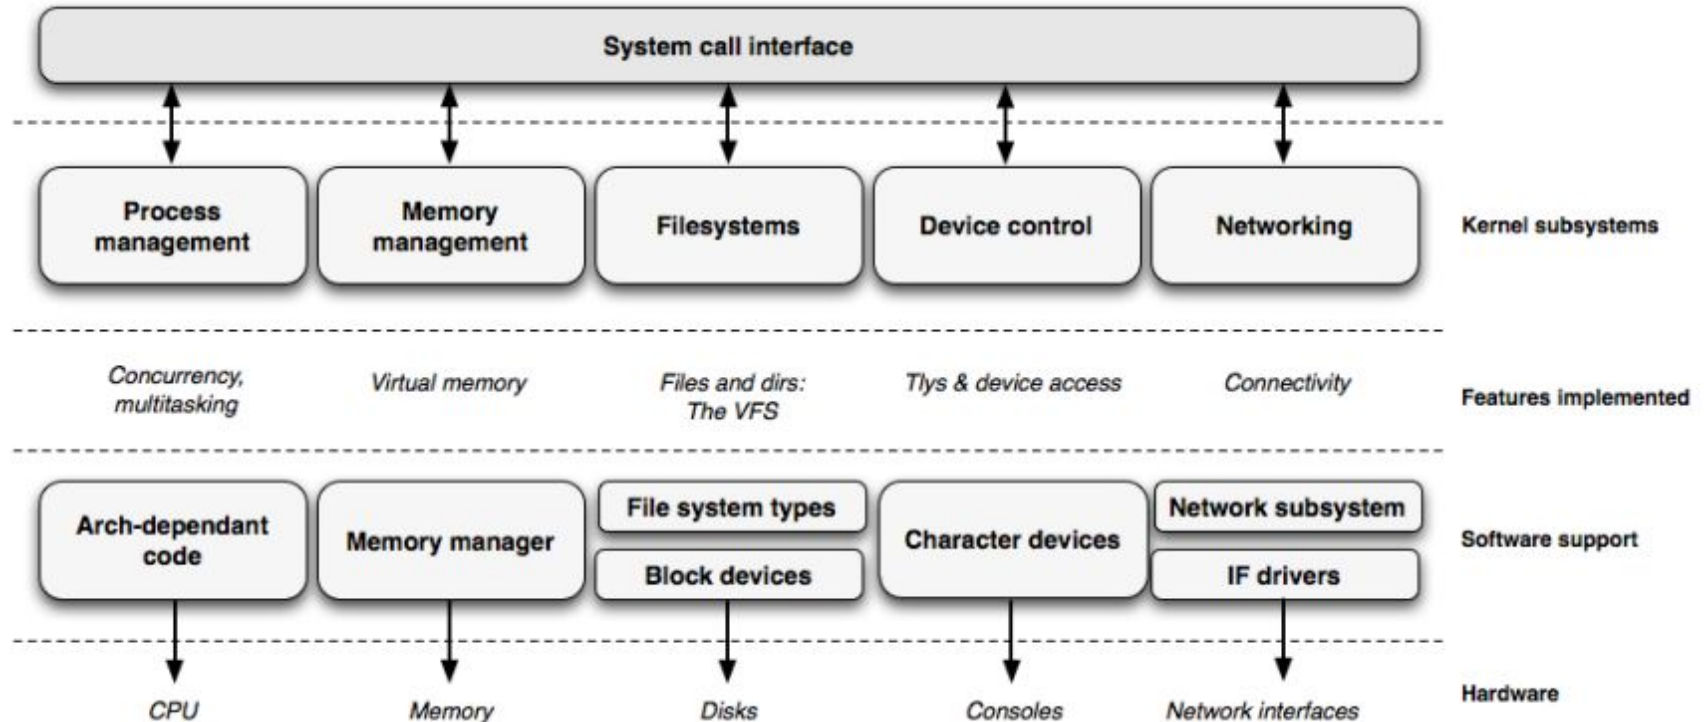 System call interface
Process
management
Memory
management
Filesystems
Device control
Networking
Kernel subsystems
Concurrency,
multitasking
Virtual memory
Files and dirs:
The VFS
Tlys & device access
Connectivity
Features implemented
Arch-dependant
code
Memory manager
File system types
Block devices
Character devices
Network subsystem
IF drivers
Software support
CPU
Memory
Disks
Consoles
Network interfaces
Hardware